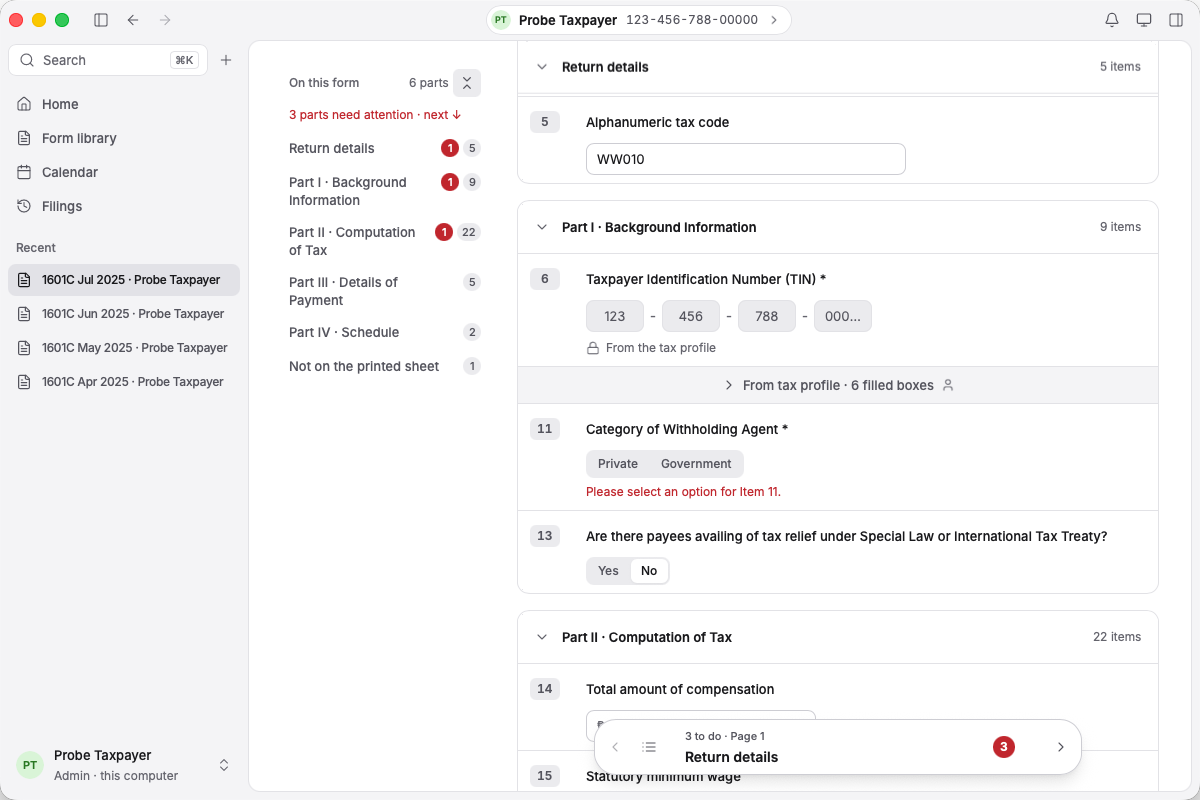 PT Probe Taxpayer 123-456-788-00000
Search ⌘K
Home
Form library
Calendar
Filings
Recent
1601C Jul 2025 · Probe Taxpayer
1601C Jun 2025 · Probe Taxpayer
1601C May 2025 · Probe Taxpayer
1601C Apr 2025 · Probe Taxpayer
PT Probe Taxpayer
Admin · this computer
On this form 6 parts
3 parts need attention · next ↓
Return details 1 5
Part I · Background 1 9
Information
Part II · Computation 1 22
of Tax
Part III · Details of 5
Payment
Part IV · Schedule 2
Not on the printed sheet 1
Return details 5 items
5 Alphanumeric tax code
WW010
Part I · Background Information 9 items
6 Taxpayer Identification Number (TIN) *
123 - 456 - 788 - 000...
From the tax profile
From tax profile · 6 filled boxes
11 Category of Withholding Agent *
Private Government
Please select an option for Item 11.
13 Are there payees availing of tax relief under Special Law or International Tax Treaty?
Yes No
Part II · Computation of Tax 22 items
14 Total amount of compensation
15 Statutory minimum wage
3 to do · Page 1
Return details 3